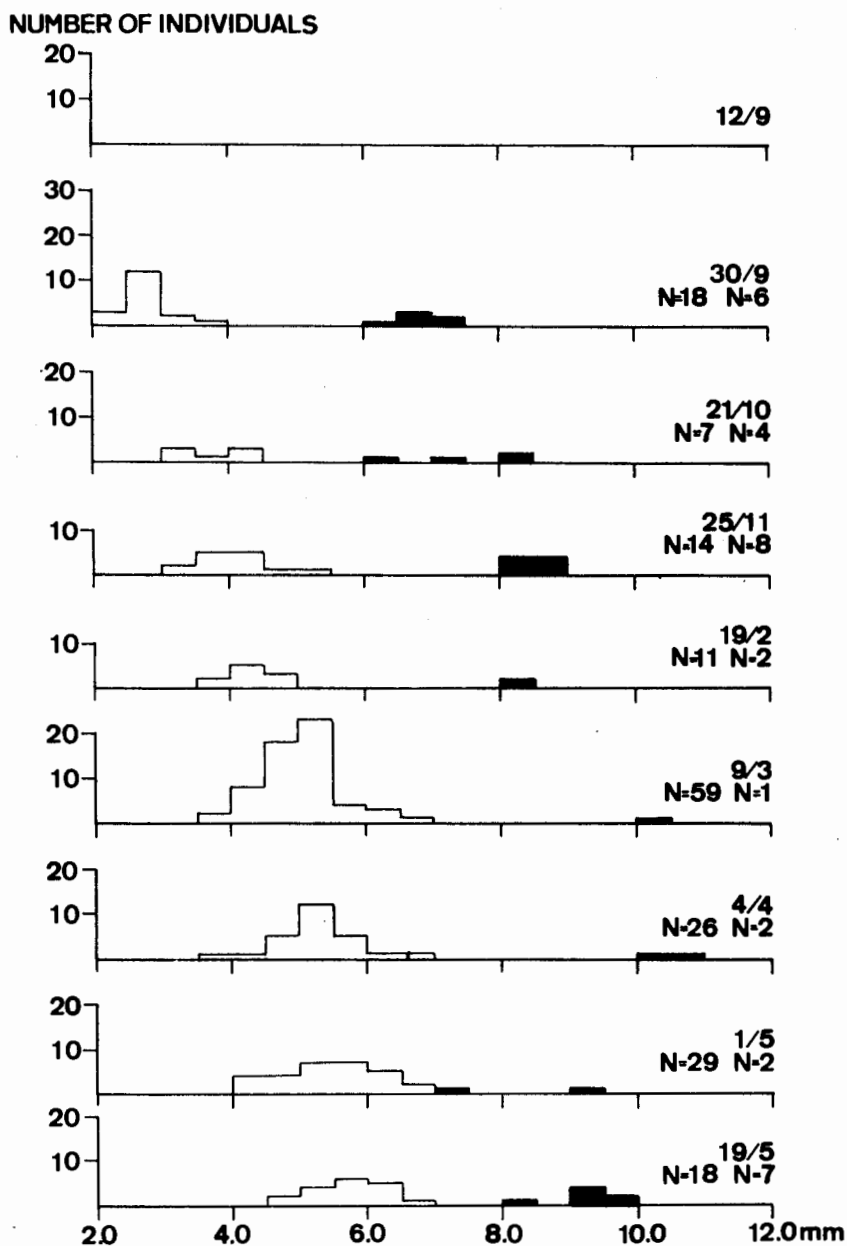 NUMBER OF INDIVIDUALS
20
10
12/9
30
20
10
30/9
N=18 N=6
20
10
21/10
N=7 N=4
10
25/11
N=14 N=8
10
19/2
N=11 N=2
20
10
9/3
N=59 N=1
20
10
4/4
N=26 N=2
20
10
1/5
N=29 N=2
20
10
19/5
N=18 N=7
2.0 4.0 6.0 8.0 10.0 12.0mm